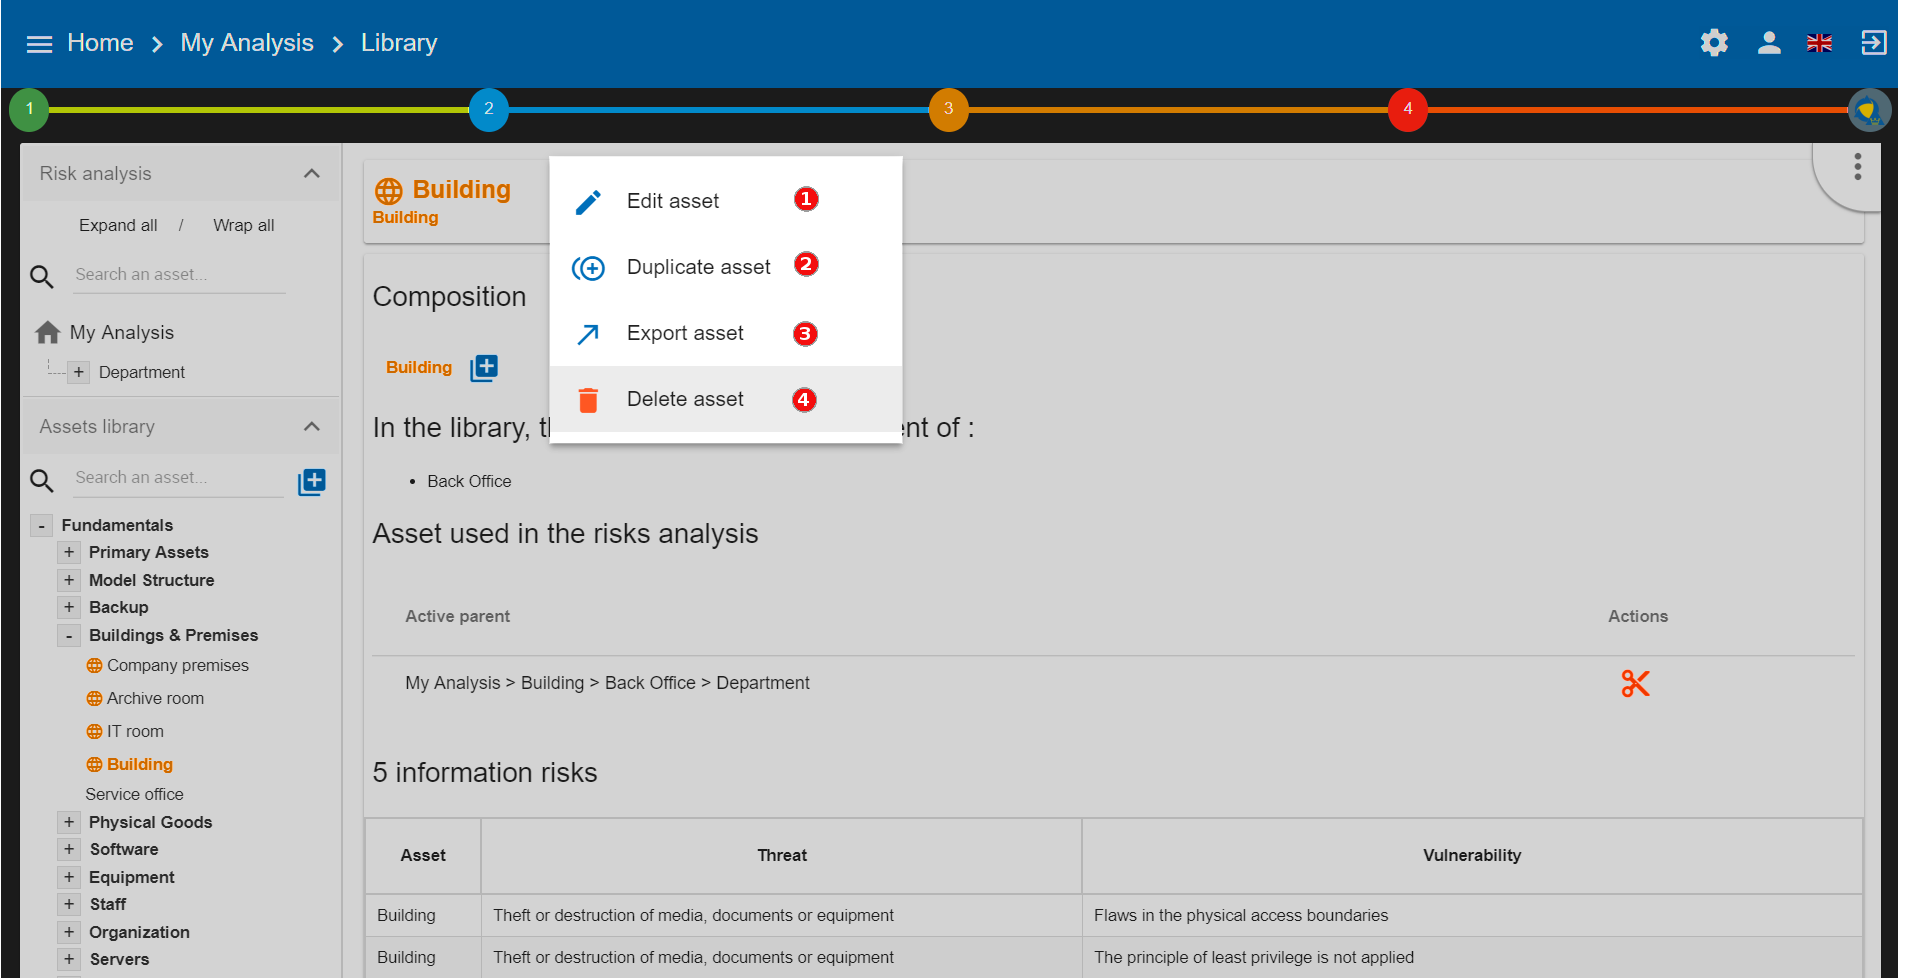 Home > My Analysis > Library
1
2
3
4
Risk analysis
Expand all / Wrap all
Search an asset...
My Analysis
+ Department
Assets library
Search an asset...
- Fundamentals
+ Primary Assets
+ Model Structure
+ Backup
- Buildings & Premises
Company premises
Archive room
IT room
Building
Service office
+ Physical Goods
+ Software
+ Equipment
+ Staff
+ Organization
+ Servers
Building
Building
Edit asset 1
Duplicate asset 2
Export asset 3
Delete asset 4
Composition
Building
In the library, of :
• Back Office
Asset used in the risks analysis
Active parent Actions
My Analysis > Building > Back Office > Department
5 information risks
Asset Threat Vulnerability
Building Theft or destruction of media, documents or equipment Flaws in the physical access boundaries
Building Theft or destruction of media, documents or equipment The principle of least privilege is not applied